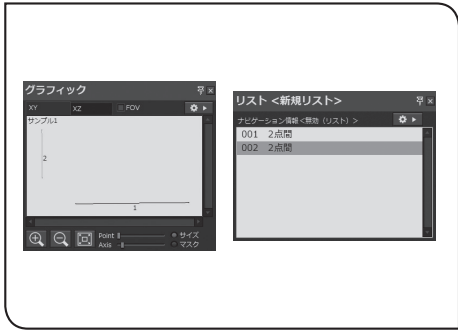 グラフィック
XY XZ FOV
サンプル1
2
1
Point サイズ
Axis マスク
リスト <新規リスト>
ナビゲーション情報<無効（リスト）>
001 2点間
002 2点間